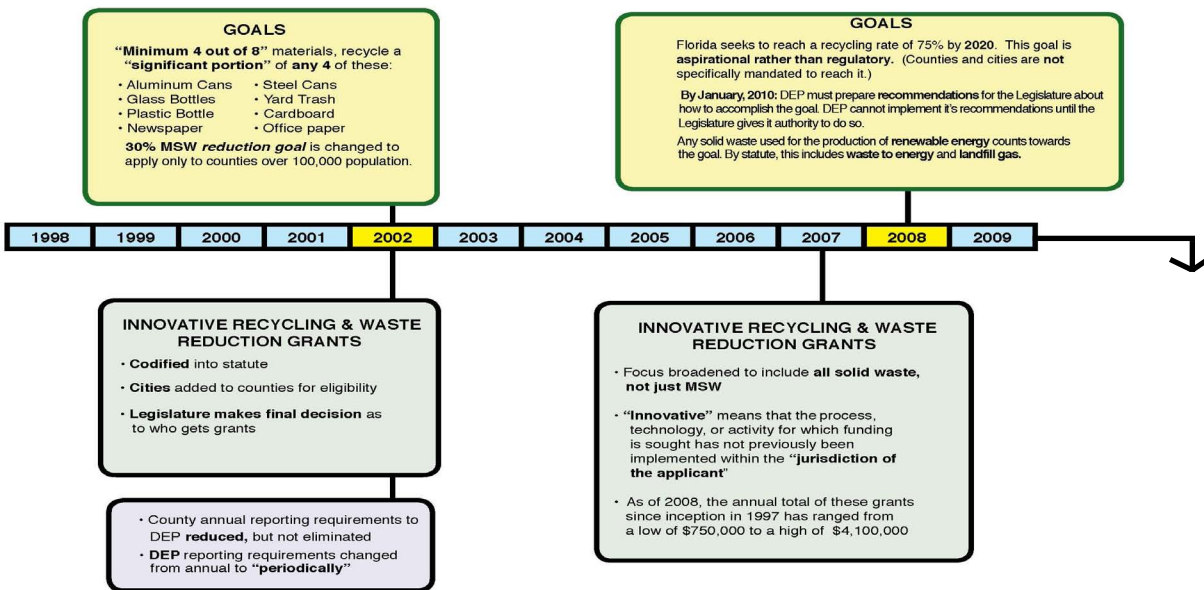 GOALS
“Minimum 4 out of 8” materials, recycle a
“significant portion” of any 4 of these:
· Aluminum Cans · Steel Cans
· Glass Bottles · Yard Trash
· Plastic Bottle · Cardboard
· Newspaper · Office paper
30% MSW reduction goal is changed to
apply only to counties over 100,000 population.
GOALS
Florida seeks to reach a recycling rate of 75% by 2020. This goal is
aspirational rather than regulatory. (Counties and cities are not
specifically mandated to reach it.)
By January, 2010: DEP must prepare recommendations for the Legislature about
how to accomplish the goal. DEP cannot implement it’s recommendations until the
Legislature gives it authority to do so.
Any solid waste used for the production of renewable energy counts towards
the goal. By statute, this includes waste to energy and landfill gas.
1998 1999 2000 2001 2002 2003 2004 2005 2006 2007 2008 2009
INNOVATIVE RECYCLING & WASTE
REDUCTION GRANTS
· Codified into statute
· Cities added to counties for eligibility
· Legislature makes final decision as
to who gets grants
· County annual reporting requirements to
DEP reduced, but not eliminated
· DEP reporting requirements changed
from annual to “periodically”
INNOVATIVE RECYCLING & WASTE
REDUCTION GRANTS
· Focus broadened to include all solid waste,
not just MSW
· “Innovative” means that the process,
technology, or activity for which funding
is sought has not previously been
implemented within the “jurisdiction of
the applicant”
· As of 2008, the annual total of these grants
since inception in 1997 has ranged from
a low of $750,000 to a high of $4,100,000